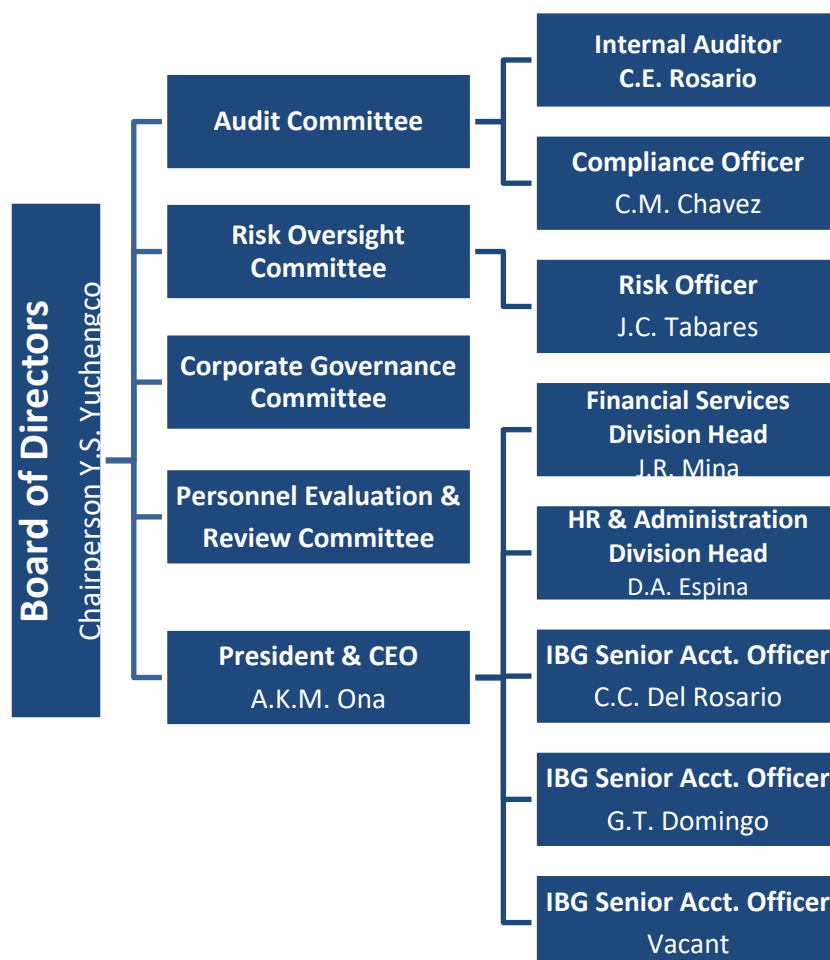 Board of Directors
Chairperson Y.S. Yuchengco
Audit Committee
Risk Oversight
Committee
Corporate Governance
Committee
Personnel Evaluation &
Review Committee
President & CEO
A.K.M. Ona
Internal Auditor
C.E. Rosario
Compliance Officer
C.M. Chavez
Risk Officer
J.C. Tabares
Financial Services
Division Head
J.R. Mina
HR & Administration
Division Head
D.A. Espina
IBG Senior Acct. Officer
C.C. Del Rosario
IBG Senior Acct. Officer
G.T. Domingo
IBG Senior Acct. Officer
Vacant